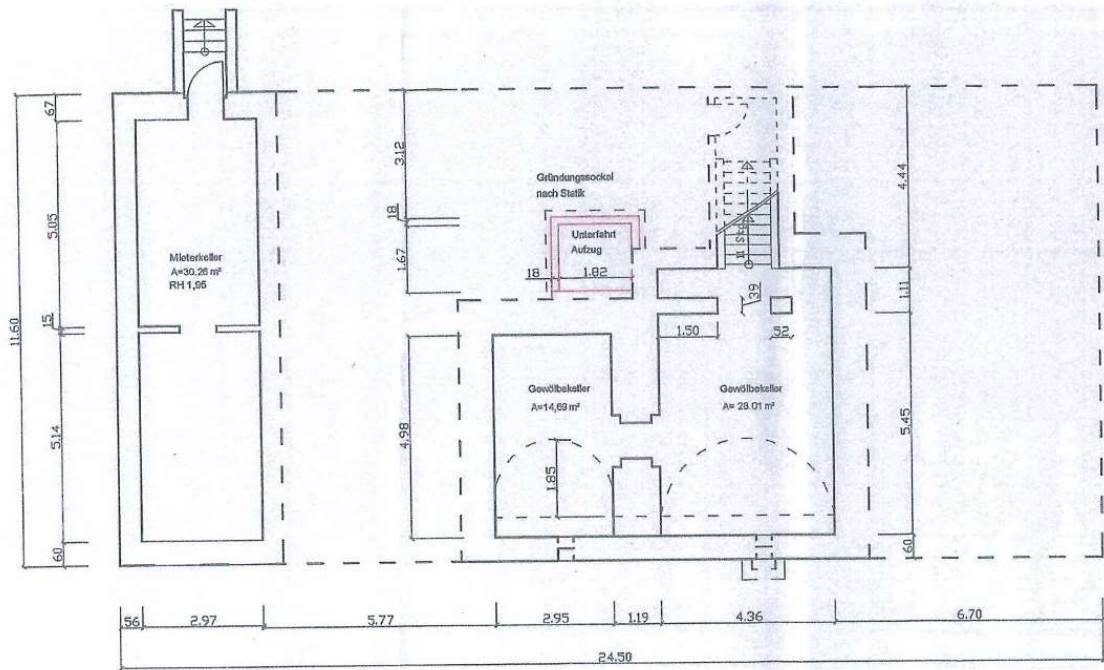 67
11.60
5.05
15
5.14
60
Mieterkeller
A=30,26 m²
RH 1,95
3.12
18
1.67
4.98
Gründungssockel
nach Statik
Unterfahrt
Aufzug
18
1.82
11 Stg.
39
1.50
52
Gewölbekeller
A=14,69 m²
Gewölbekeller
A= 28.01 m²
1.85
4.44
1.11
5.45
60
56
2.97
5.77
2.95
1.19
4.36
6.70
24.50